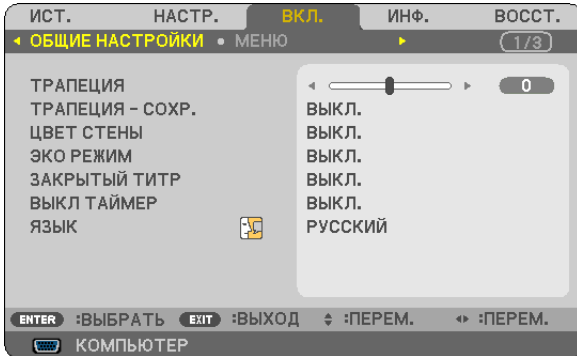 ИСТ. НАСТР. ВКЛ. ИНФ. ВОССТ.
ОБЩИЕ НАСТРОЙКИ • МЕНЮ 1/3
ТРАПЕЦИЯ 0
ТРАПЕЦИЯ - СОХР. ВЫКЛ.
ЦВЕТ СТЕНЫ ВЫКЛ.
ЭКО РЕЖИМ ВЫКЛ.
ЗАКРЫТЫЙ ТИТР ВЫКЛ.
ВЫКЛ ТАЙМЕР ВЫКЛ.
ЯЗЫК РУССКИЙ
ENTER :ВЫБРАТЬ EXIT :ВЫХОД :ПЕРЕМ. :ПЕРЕМ.
КОМПЬЮТЕР